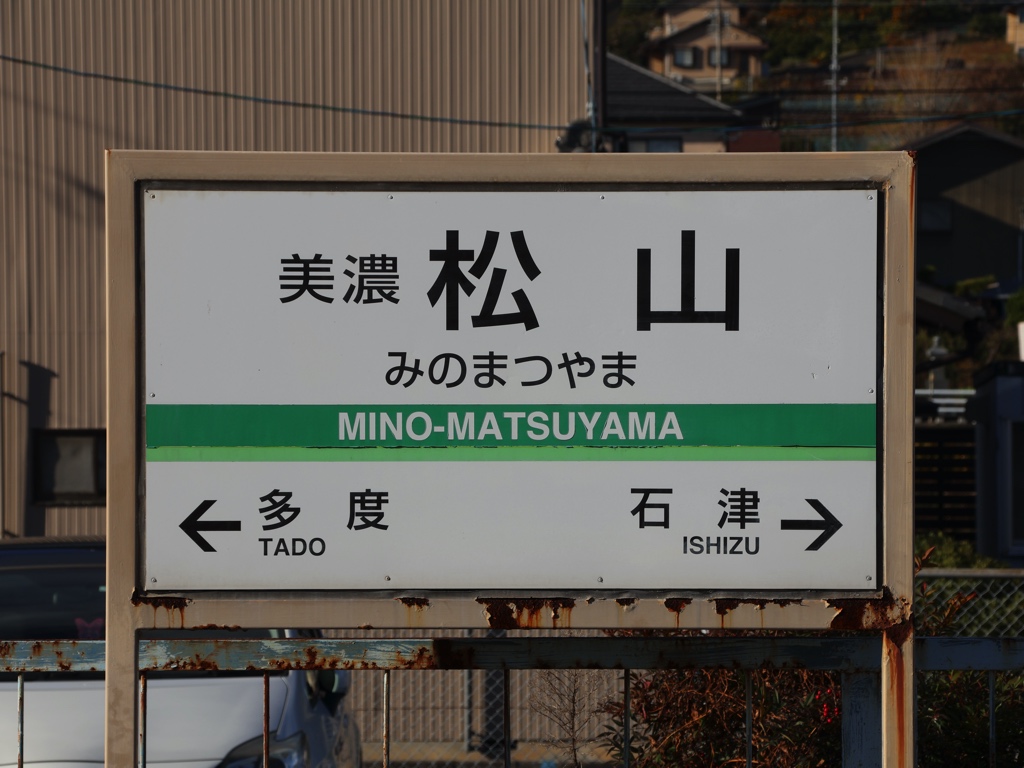 美濃 松山
みのまつやま
MINO-MATSUYAMA
← 多度 石津 →
TADO ISHIZU